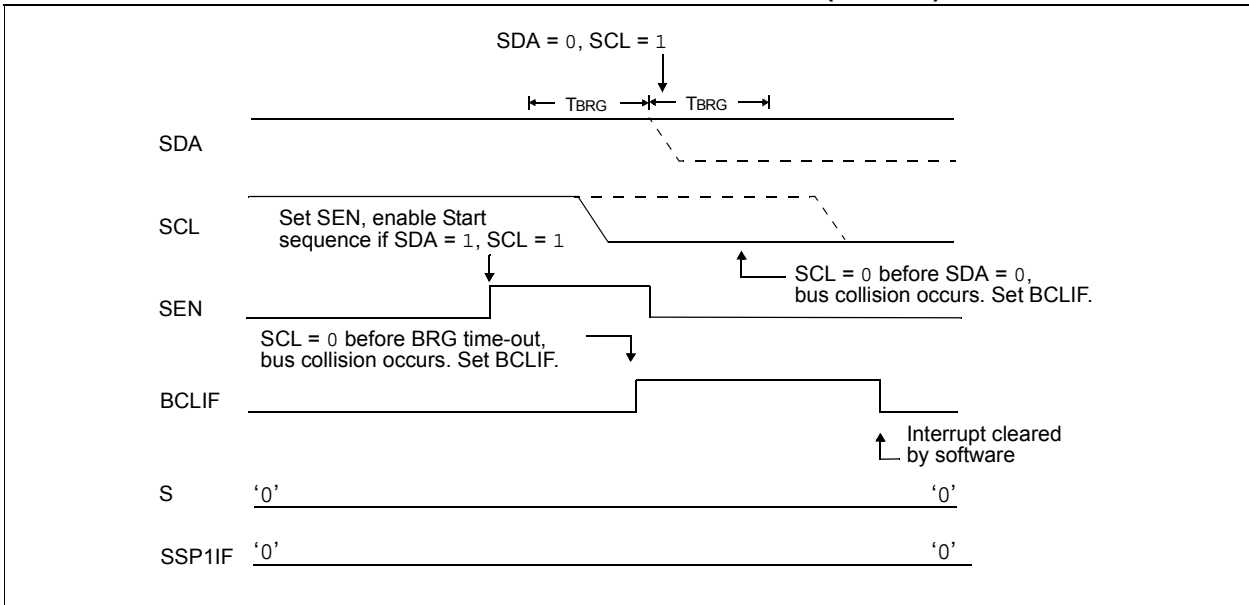 SDA = 0, SCL = 1
TBRG TBRG
SDA
SCL
Set SEN, enable Start
sequence if SDA = 1, SCL = 1
SCL = 0 before SDA = 0,
bus collision occurs. Set BCLIF.
SEN
SCL = 0 before BRG time-out,
bus collision occurs. Set BCLIF.
BCLIF
Interrupt cleared
by software
S ‘0’ ‘0’
SSP1IF ‘0’ ‘0’